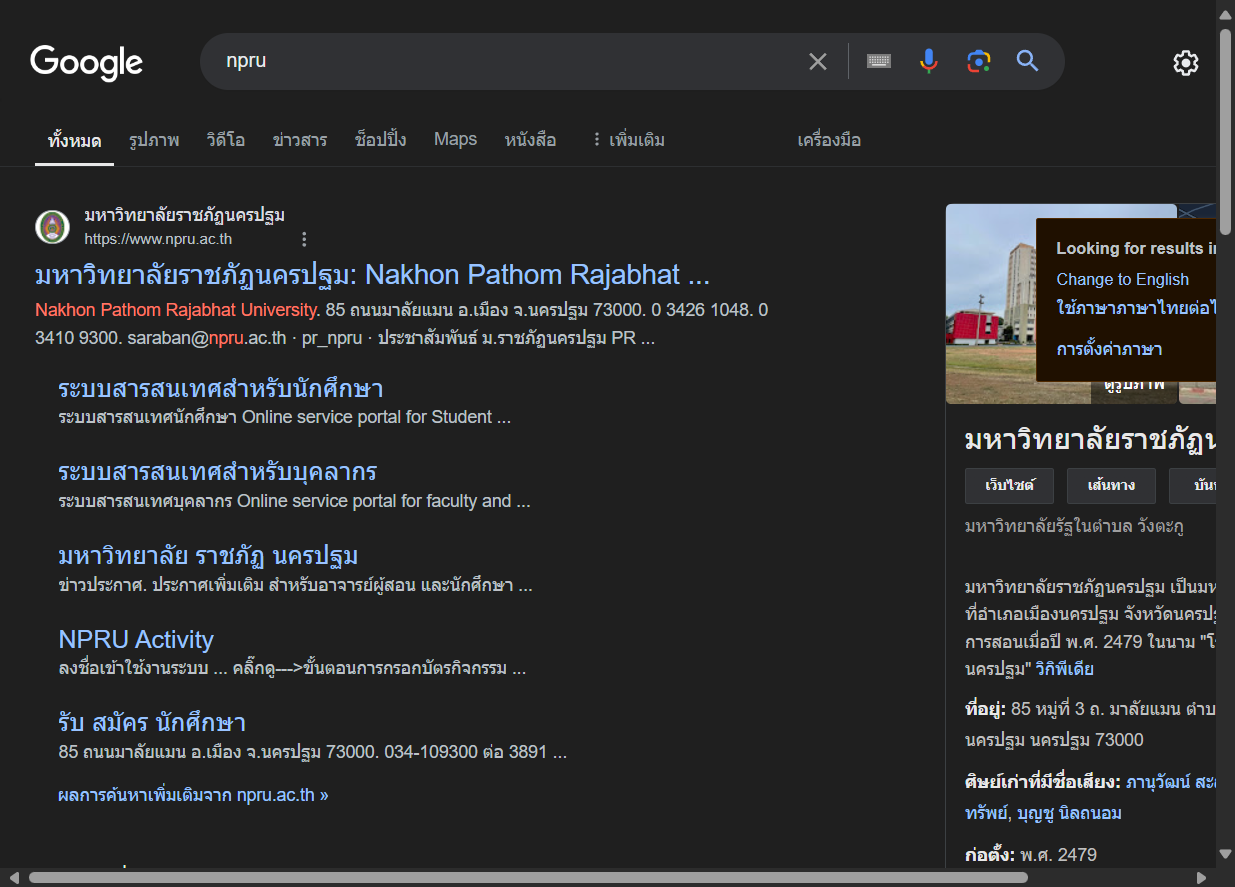 Google
npru
ทั้งหมด รูปภาพ วิดีโอ ข่าวสาร ช็อปปิ้ง Maps หนังสือ เพิ่มเติม เครื่องมือ
มหาวิทยาลัยราชภัฏนครปฐม
https://www.npru.ac.th
มหาวิทยาลัยราชภัฏนครปฐม: Nakhon Pathom Rajabhat ...
Nakhon Pathom Rajabhat University. 85 ถนนมาลัยแมน อ.เมือง จ.นครปฐม 73000. 0 3426 1048. 0
3410 9300. saraban@npru.ac.th · pr_npru · ประชาสัมพันธ์ ม.ราชภัฏนครปฐม PR ...
ระบบสารสนเทศสำหรับนักศึกษา
ระบบสารสนเทศนักศึกษา Online service portal for Student ...
ระบบสารสนเทศสำหรับบุคลากร
ระบบสารสนเทศบุคลากร Online service portal for faculty and ...
มหาวิทยาลัย ราชภัฏ นครปฐม
ข่าวประกาศ. ประกาศเพิ่มเติม สำหรับอาจารย์ผู้สอน และนักศึกษา ...
NPRU Activity
ลงชื่อเข้าใช้งานระบบ ... คลิ๊กดู--->ขั้นตอนการกรอกบัตรกิจกรรม ...
รับ สมัคร นักศึกษา
85 ถนนมาลัยแมน อ.เมือง จ.นครปฐม 73000. 034-109300 ต่อ 3891 ...
ผลการค้นหาเพิ่มเติมจาก npru.ac.th »
Looking for results in
Change to English
ใช้ภาษาภาษาไทยต่อไ
การตั้งค่าภาษา
ดูรูปภาพ
มหาวิทยาลัยราชภัฏน
เว็บไซต์ เส้นทาง บัน
มหาวิทยาลัยรัฐในตำบล วังตะกู
มหาวิทยาลัยราชภัฏนครปฐม เป็นมห
ที่อำเภอเมืองนครปฐม จังหวัดนครปฐ
การสอนเมื่อปี พ.ศ. 2479 ในนาม "โ
นครปฐม" วิกิพีเดีย
ที่อยู่: 85 หมู่ที่ 3 ถ. มาลัยแมน ตำบ
นครปฐม นครปฐม 73000
ศิษย์เก่าที่มีชื่อเสียง: ภานุวัฒน์ สะ
ทรัพย์, บุญชู นิลถนอม
ก่อตั้ง: พ.ศ. 2479